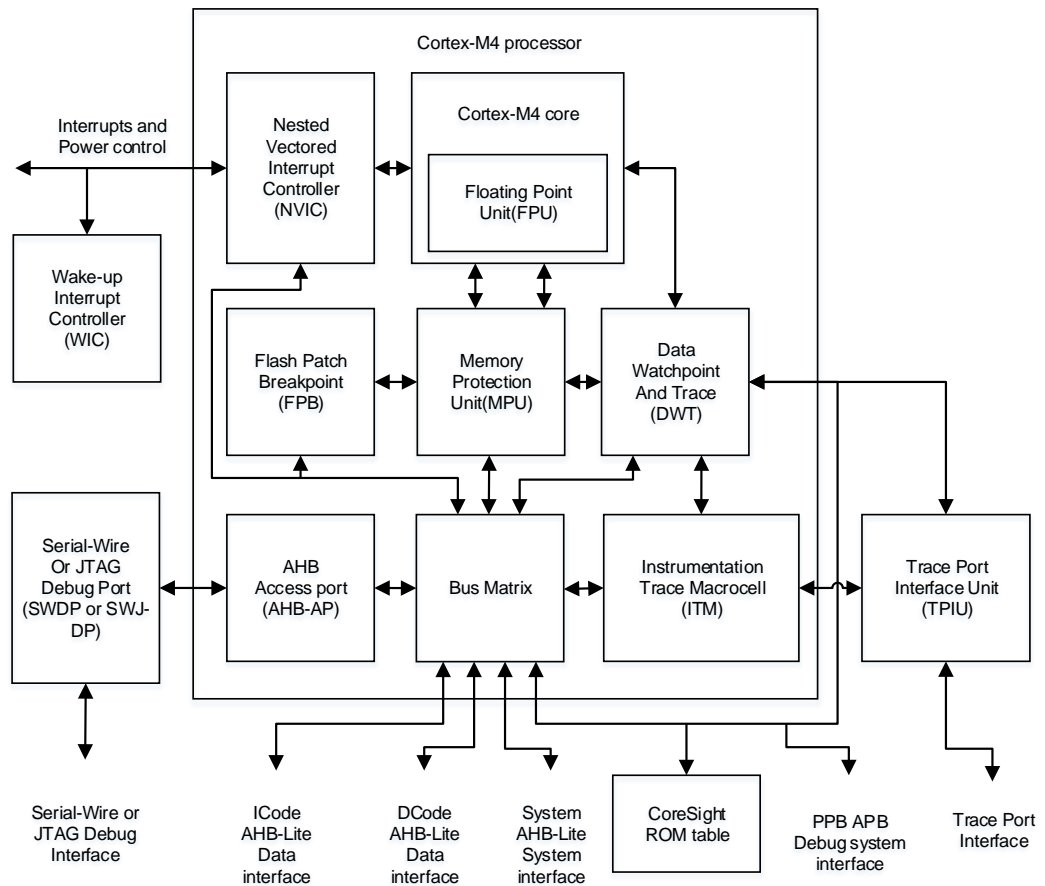 Cortex-M4 processor
Interrupts and
Power control
Nested
Vectored
Interrupt
Controller
(NVIC)
Cortex-M4 core
Floating Point
Unit(FPU)
Wake-up
Interrupt
Controller
(WIC)
Flash Patch
Breakpoint
(FPB)
Memory
Protection
Unit(MPU)
Data
Watchpoint
And Trace
(DWT)
Serial-Wire
Or JTAG
Debug Port
(SWDP or SWJ-
DP)
AHB
Access port
(AHB-AP)
Bus Matrix
Instrumentation
Trace Macrocell
(ITM)
Trace Port
Interface Unit
(TPIU)
Serial-Wire or
JTAG Debug
Interface
ICode
AHB-Lite
Data
interface
DCode
AHB-Lite
Data
interface
System
AHB-Lite
System
interface
CoreSight
ROM table
PPB APB
Debug system
interface
Trace Port
Interface